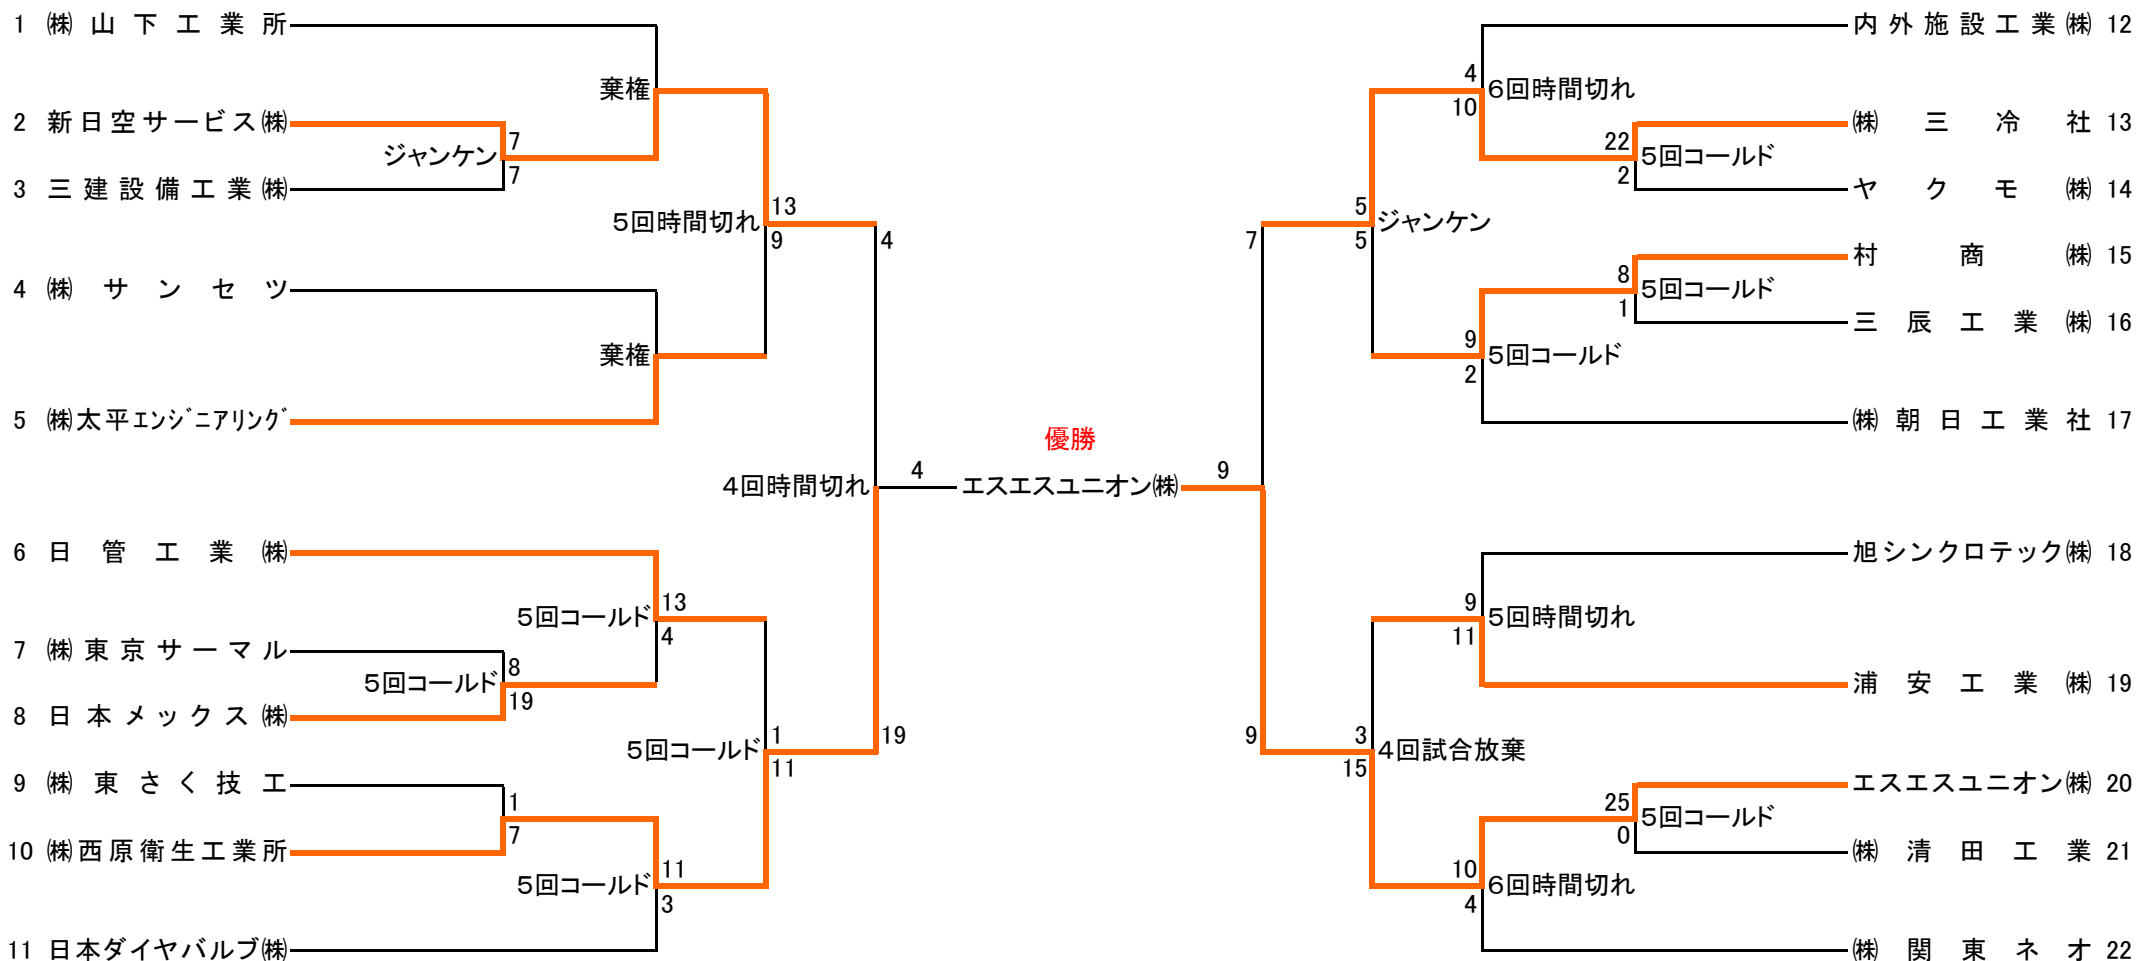 1 ㈱山下工業所
棄権
2 新日空サービス㈱
7
ジャンケン
7
3 三建設備工業㈱
13
5回時間切れ
9
4 ㈱サンセツ
棄権
5 ㈱太平エンジニアリング
4
4回時間切れ
19
4
6 日管工業㈱
13
5回コールド
4
7 ㈱東京サーマル
8
5回コールド
19
8 日本メックス㈱
1
5回コールド
11
9 ㈱東さく技工
1
7
10 ㈱西原衛生工業所
11
5回コールド
3
11 日本ダイヤバルブ㈱
優勝
エスエスユニオン㈱
9
内外施設工業㈱ 12
4
6回時間切れ
10
㈱三冷社 13
22
5回コールド
2
ヤクモ㈱ 14
5
ジャンケン
5
7
村商㈱ 15
8
5回コールド
1
三辰工業㈱ 16
9
5回コールド
2
㈱朝日工業社 17
旭シンクロテック㈱ 18
9
5回時間切れ
11
浦安工業㈱ 19
9
3
4回試合放棄
15
エスエスユニオン㈱ 20
25
5回コールド
0
㈱清田工業 21
10
6回時間切れ
4
㈱関東ネオ 22